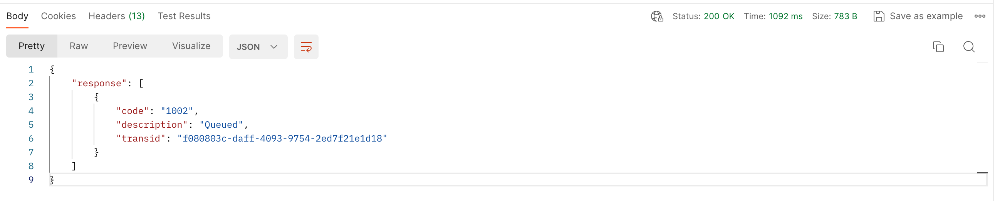 Body Cookies Headers (13) Test Results Status: 200 OK Time: 1092 ms Size: 783 B Save as example
Pretty Raw Preview Visualize JSON
1 {
2 "response": [
3 {
4 "code": "1002",
5 "description": "Queued",
6 "transid": "f080803c-daff-4093-9754-2ed7f21e1d18"
7 }
8 ]
9 }